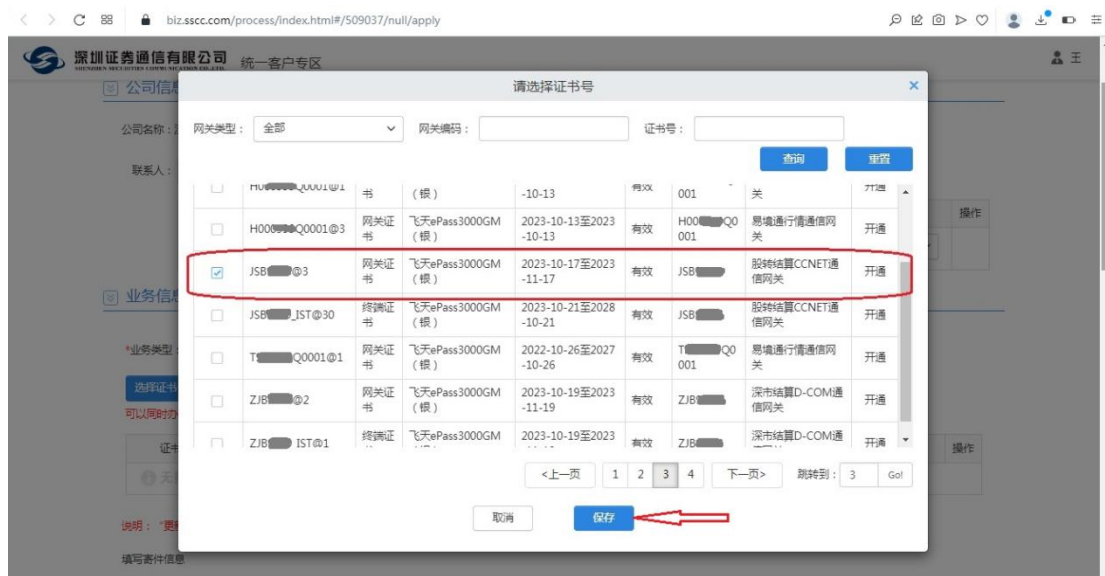 biz.sscc.com/process/index.html#/509037/null/apply
深圳证券通信有限公司 统一客户专区
SHENZHEN SECURITIES COMMUNICATION CO.,LTD.
王
公司信息
公司名称：
联系人：
操作
业务信息
*业务类型
选择证书
可以同时办
证书
操作
说明： "更新
填写寄件信息
请选择证书号
网关类型： 全部 网关编码： 证书号：
查询 重置
Q0001@1 书 （银） -10-13 有效 001 关 开通
H000 Q0001@3 网关证书 飞天ePass3000GM（银） 2023-10-13至2023-10-13 有效 H00 Q0001 易境通行情通信网关 开通
JSB @3 网关证书 飞天ePass3000GM（银） 2023-10-17至2023-11-17 有效 JSB 股转结算CCNET通信网关 开通
JSB _IST@30 终端证书 飞天ePass3000GM（银） 2023-10-21至2028-10-21 有效 JSB 股转结算CCNET通信网关 开通
T Q0001@1 网关证书 飞天ePass3000GM（银） 2022-10-26至2027-10-26 有效 T Q0001 易境通行情通信网关 开通
ZJB @2 网关证书 飞天ePass3000GM（银） 2023-10-19至2023-11-19 有效 ZJB 深市结算D-COM通信网关 开通
ZJB IST@1 终端证 飞天ePass3000GM 2023-10-19至2023 有效 ZJB 深市结算D-COM通 开通
<上一页 1 2 3 4 下一页> 跳转到： 3 Go!
取消 保存